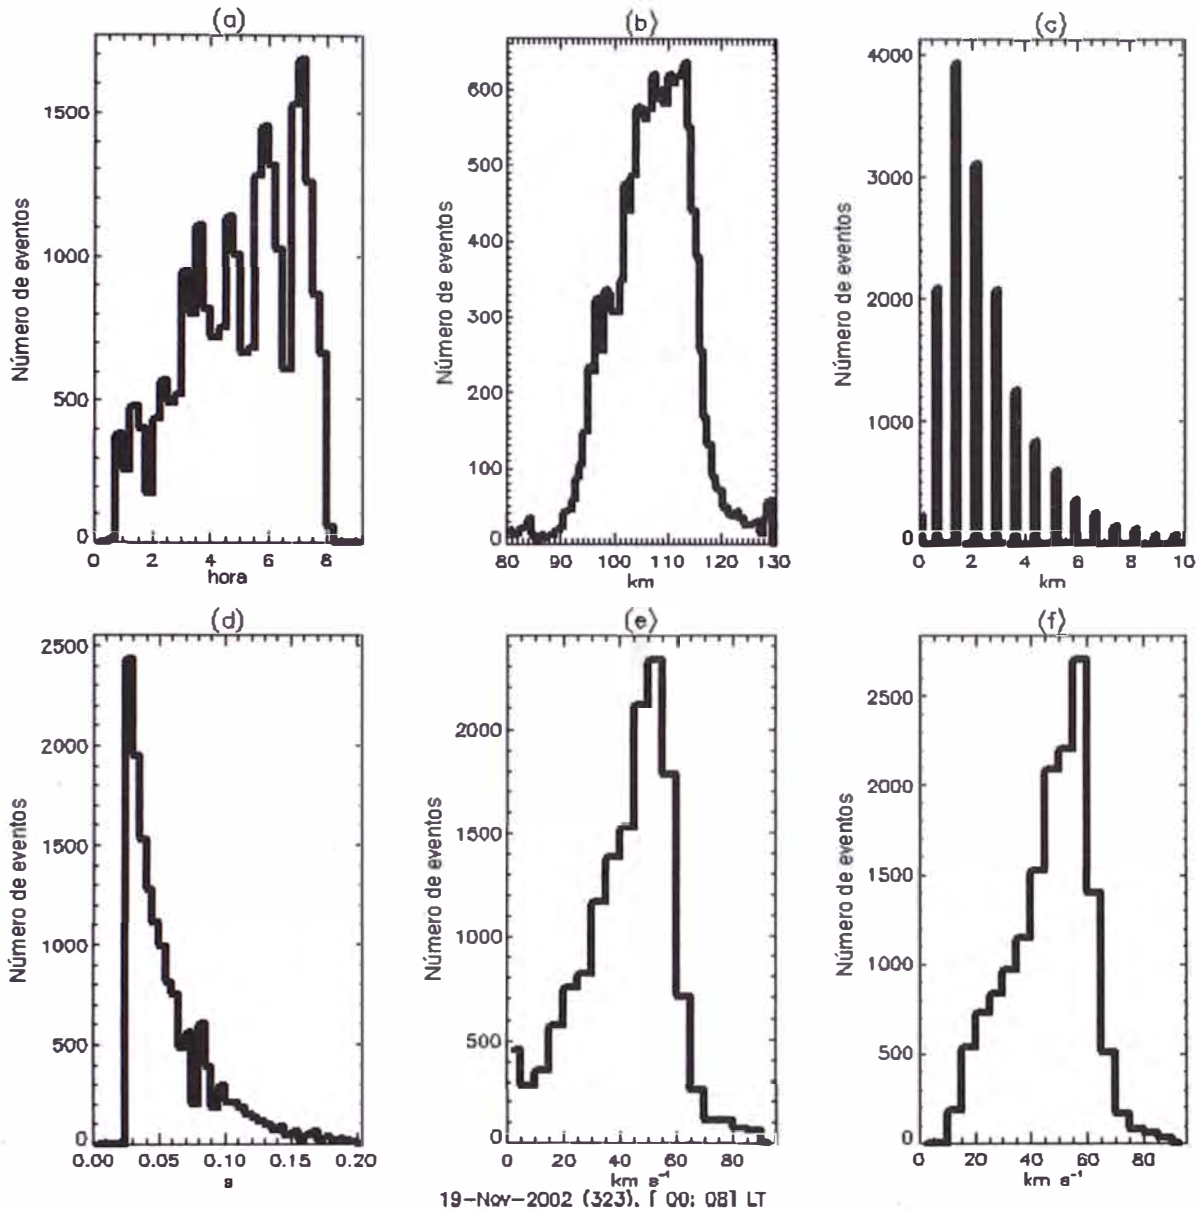 (a)
Número de eventos
1500
1000
500
0
0 2 4 6 8
hora
(b)
Número de eventos
600
500
400
300
200
100
0
80 90 100 110 120 130
km
(c)
Número de eventos
4000
3000
2000
1000
0
0 2 4 6 8 10
km
(d)
Número de eventos
2500
2000
1500
1000
500
0
0.00 0.05 0.10 0.15 0.20
s
(e)
Número de eventos
2000
1500
1000
500
0
0 20 40 60 80
km s⁻¹
(f)
Número de eventos
2500
2000
1500
1000
500
0
0 20 40 60 80
km s⁻¹
19-Nov-2002 (323), [ 00; 08] LT